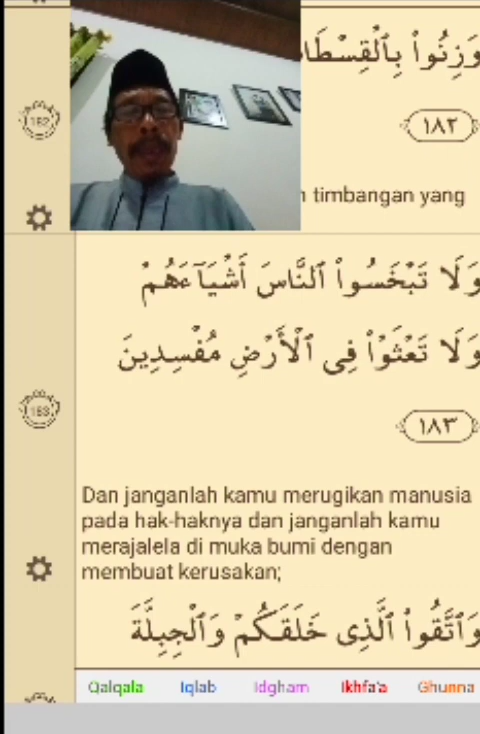 وَزِنُوا۟ بِٱلْقِسْطَا
182
١٨٢
timbangan yang
وَلَا تَبْخَسُوا۟ ٱلنَّاسَ أَشْيَآءَهُمْ
وَلَا تَعْثَوْا۟ فِى ٱلْأَرْضِ مُفْسِدِينَ
183
١٨٣
Dan janganlah kamu merugikan manusia
pada hak-haknya dan janganlah kamu
merajalela di muka bumi dengan
membuat kerusakan;
وَٱتَّقُوا۟ ٱلَّذِى خَلَقَكُمْ وَٱلْجِبِلَّةَ
Qalqala Iqlab Idgham Ikhfa'a Ghunna